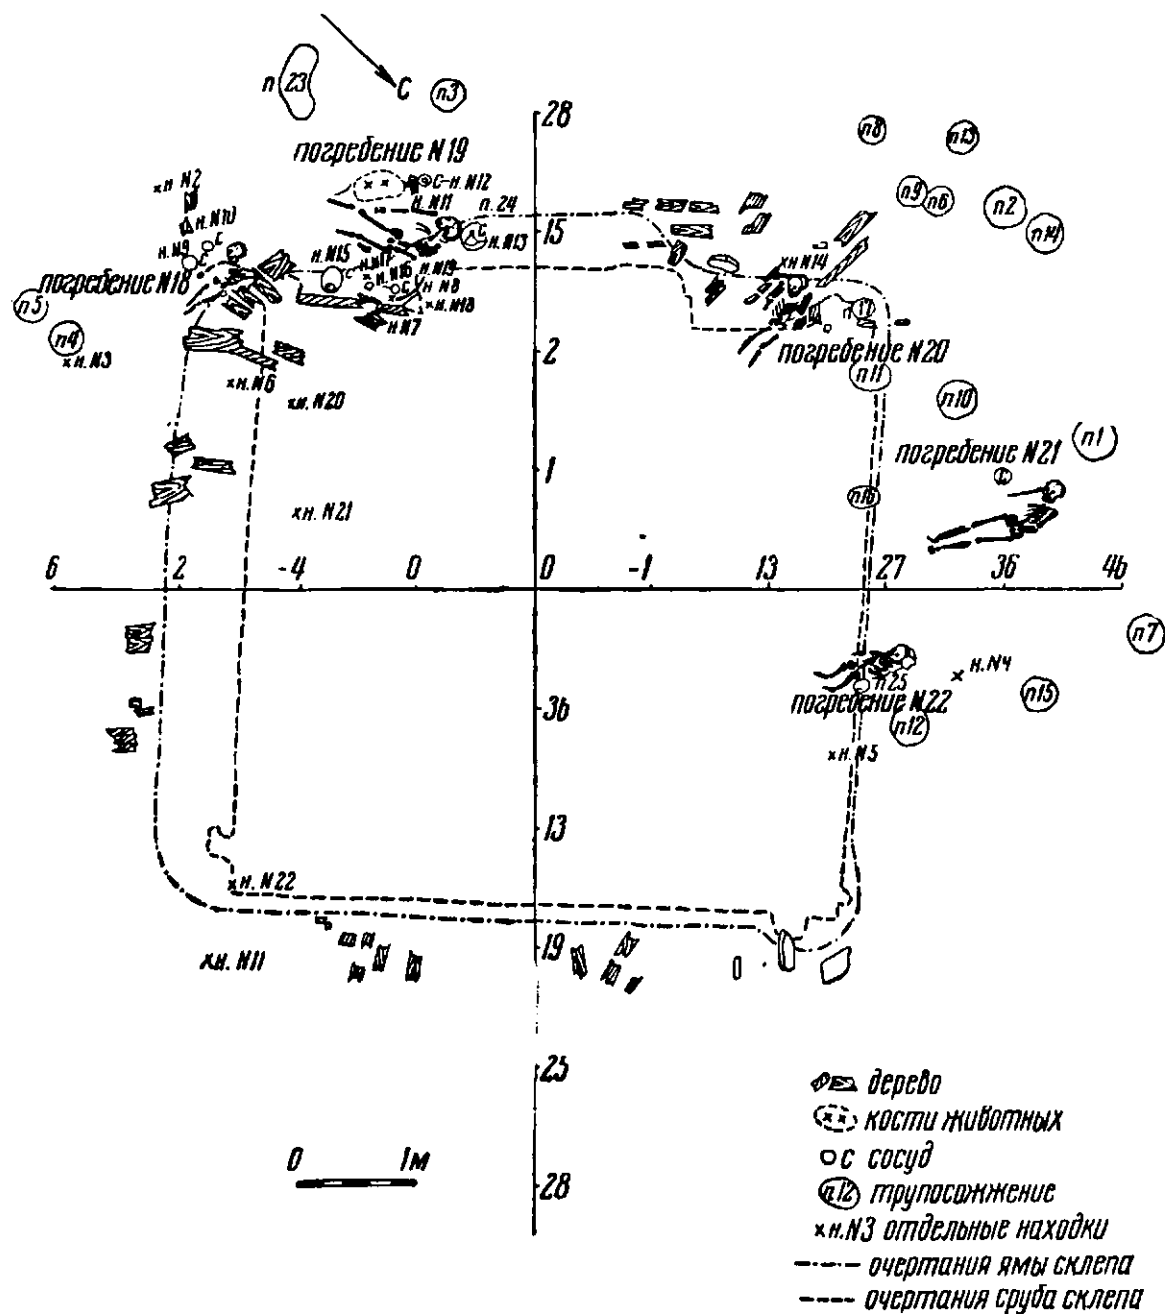 п 23
С
п3
28
погребение N19
п8
п13
×н N2
С-н. N12
п9
п6
п2
н. N10
н. N11
п. 24
15
п14
н. N9
С
С
н. N13
н. N15
С
н. N17
×н N14
н. N16
н. N19
погребение N18
С
н N8
п5
×н. N18
п17
п4
н N7
погребение N20
×н. N3
2
×н. N6
п11
×н. N20
п10
погребение N21
п1
1
С
п16
×н. N21
6
2
-4
0
0
-1
13
27
36
46
п7
×н. N4
п25
п15
36
погребение N22
п12
×н. N5
13
×н. N22
×н. N11
19
25
дерево
кости животных
0
1м
С сосуд
28
п12 трупосожжение
×н.N3 отдельные находки
очертания ямы склепа
очертания сруба склепа